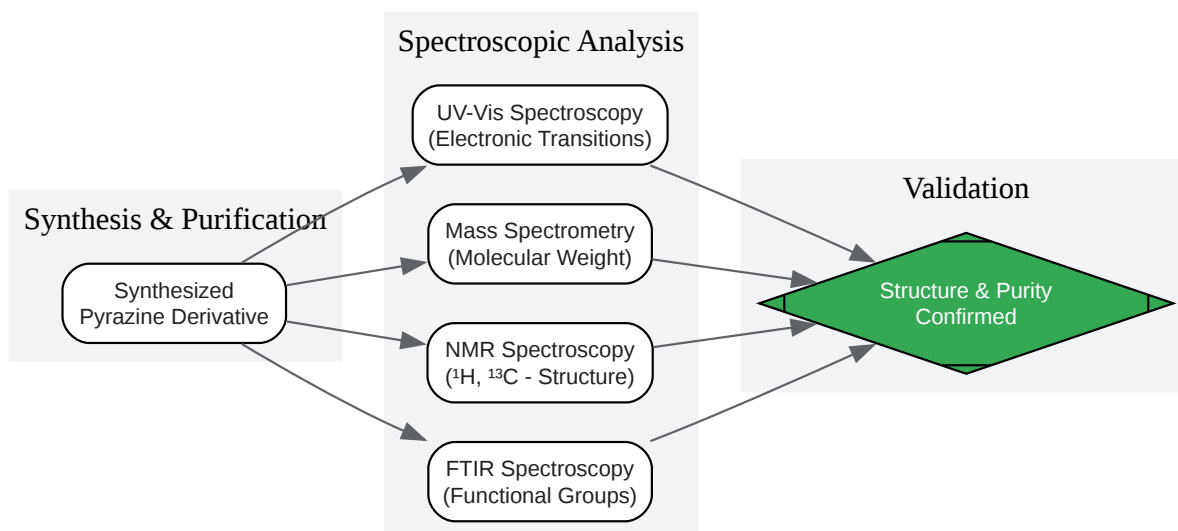 Synthesis & Purification
Synthesized
Pyrazine Derivative
Spectroscopic Analysis
UV-Vis Spectroscopy
(Electronic Transitions)
Mass Spectrometry
(Molecular Weight)
NMR Spectroscopy
(¹H, ¹³C - Structure)
FTIR Spectroscopy
(Functional Groups)
Validation
Structure & Purity
Confirmed